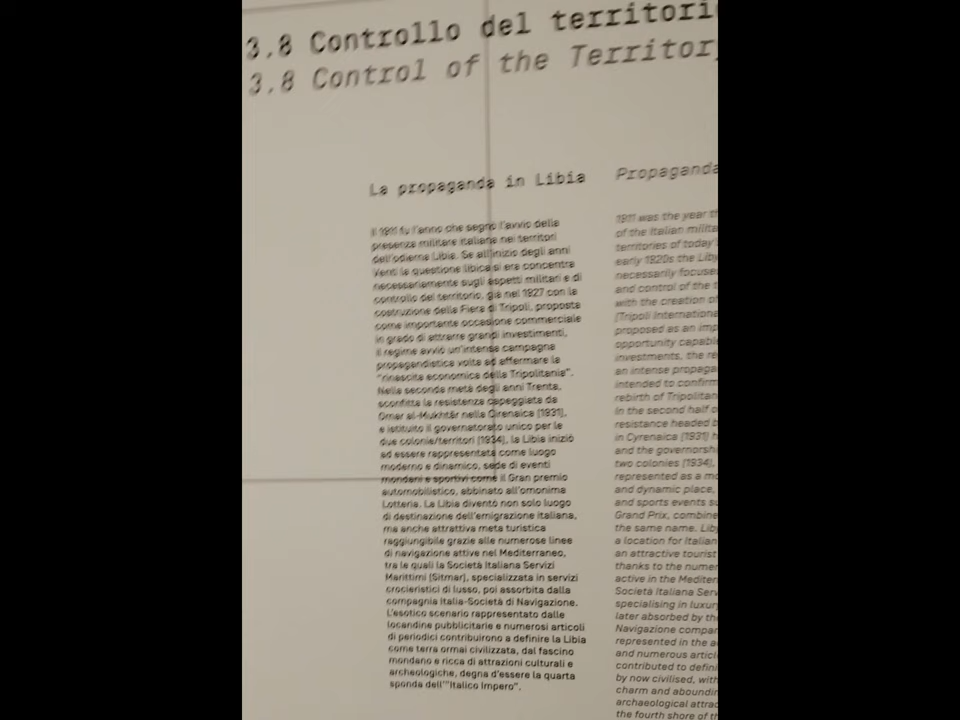 3.8 Controllo del territori
3.8 Control of the Territor
La propaganda in Libia
Il 1911 fu l'anno che segnò l'avvio della
presenza militare italiana nei territori
dell'odierna Libia. Se all'inizio degli anni
Venti la questione libica si era concentra
necessariamente sugli aspetti militari e di
controllo del territorio, già nel 1927 con la
costruzione della Fiera di Tripoli, proposta
come importante occasione commerciale
in grado di attrarre grandi investimenti,
il regime avviò un'intensa campagna
propagandistica volta ad affermare la
"rinascita economica della Tripolitania".
Nella seconda metà degli anni Trenta,
sconfitta la resistenza capeggiata da
Omar al-Mukhtār nella Cirenaica (1931),
e istituito il governatorato unico per le
due colonie/territori (1934), la Libia iniziò
ad essere rappresentata come luogo
moderno e dinamico, sede di eventi
mondani e sportivi come il Gran premio
automobilistico, abbinato all'omonima
Lotteria. La Libia diventò non solo luogo
di destinazione dell'emigrazione italiana,
ma anche attrattiva meta turistica
raggiungibile grazie alle numerose linee
di navigazione attive nel Mediterraneo,
tra le quali la Società Italiana Servizi
Marittimi (Sitmar), specializzata in servizi
crocieristici di lusso, poi assorbita dalla
compagnia Italia-Società di Navigazione.
L'esotico scenario rappresentato dalle
locandine pubblicitarie e numerosi articoli
di periodici contribuirono a definire la Libia
come terra ormai civilizzata, dal fascino
mondano e ricca di attrazioni culturali e
archeologiche, degna d'essere la quarta
sponda dell'"Italico Impero".
Propaganda
1911 was the year th
of the Italian milita
territories of today'
early 1920s the Lib
necessarily focuse
and control of the t
with the creation of
(Tripoli Internationa
proposed as an imp
opportunity capabl
investments, the re
an intense propaga
intended to confirm
rebirth of Tripolitan
In the second half o
resistance headed b
in Cyrenaica (1931) h
and the governorsh
two colonies (1934),
represented as a mo
and dynamic place,
and sports events su
Grand Prix, combine
the same name. Lib
a location for Italian
an attractive tourist
thanks to the numer
active in the Mediter
Società Italiana Serv
specialising in luxur
later absorbed by th
Navigazione compan
represented in the a
and numerous articl
contributed to defini
by now civilised, with
charm and aboundin
archaeological attrac
the fourth shore of th